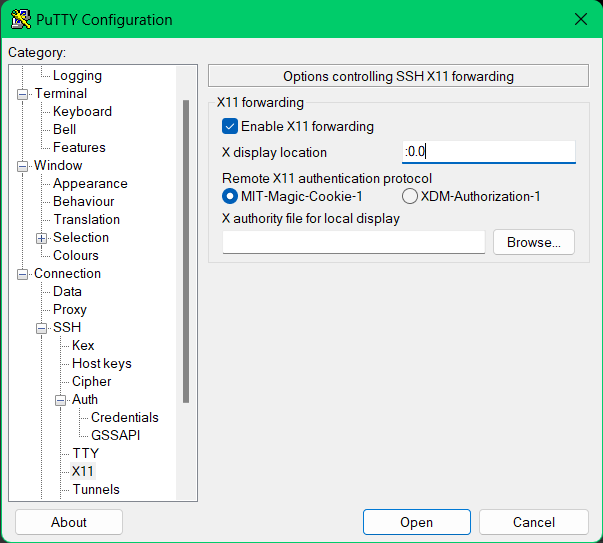 PuTTY Configuration
Category:
Logging
Terminal
Keyboard
Bell
Features
Window
Appearance
Behaviour
Translation
Selection
Colours
Connection
Data
Proxy
SSH
Kex
Host keys
Cipher
Auth
Credentials
GSSAPI
TTY
X11
Tunnels
Options controlling SSH X11 forwarding
X11 forwarding
Enable X11 forwarding
X display location :0.0
Remote X11 authentication protocol
MIT-Magic-Cookie-1 XDM-Authorization-1
X authority file for local display
Browse...
About Open Cancel